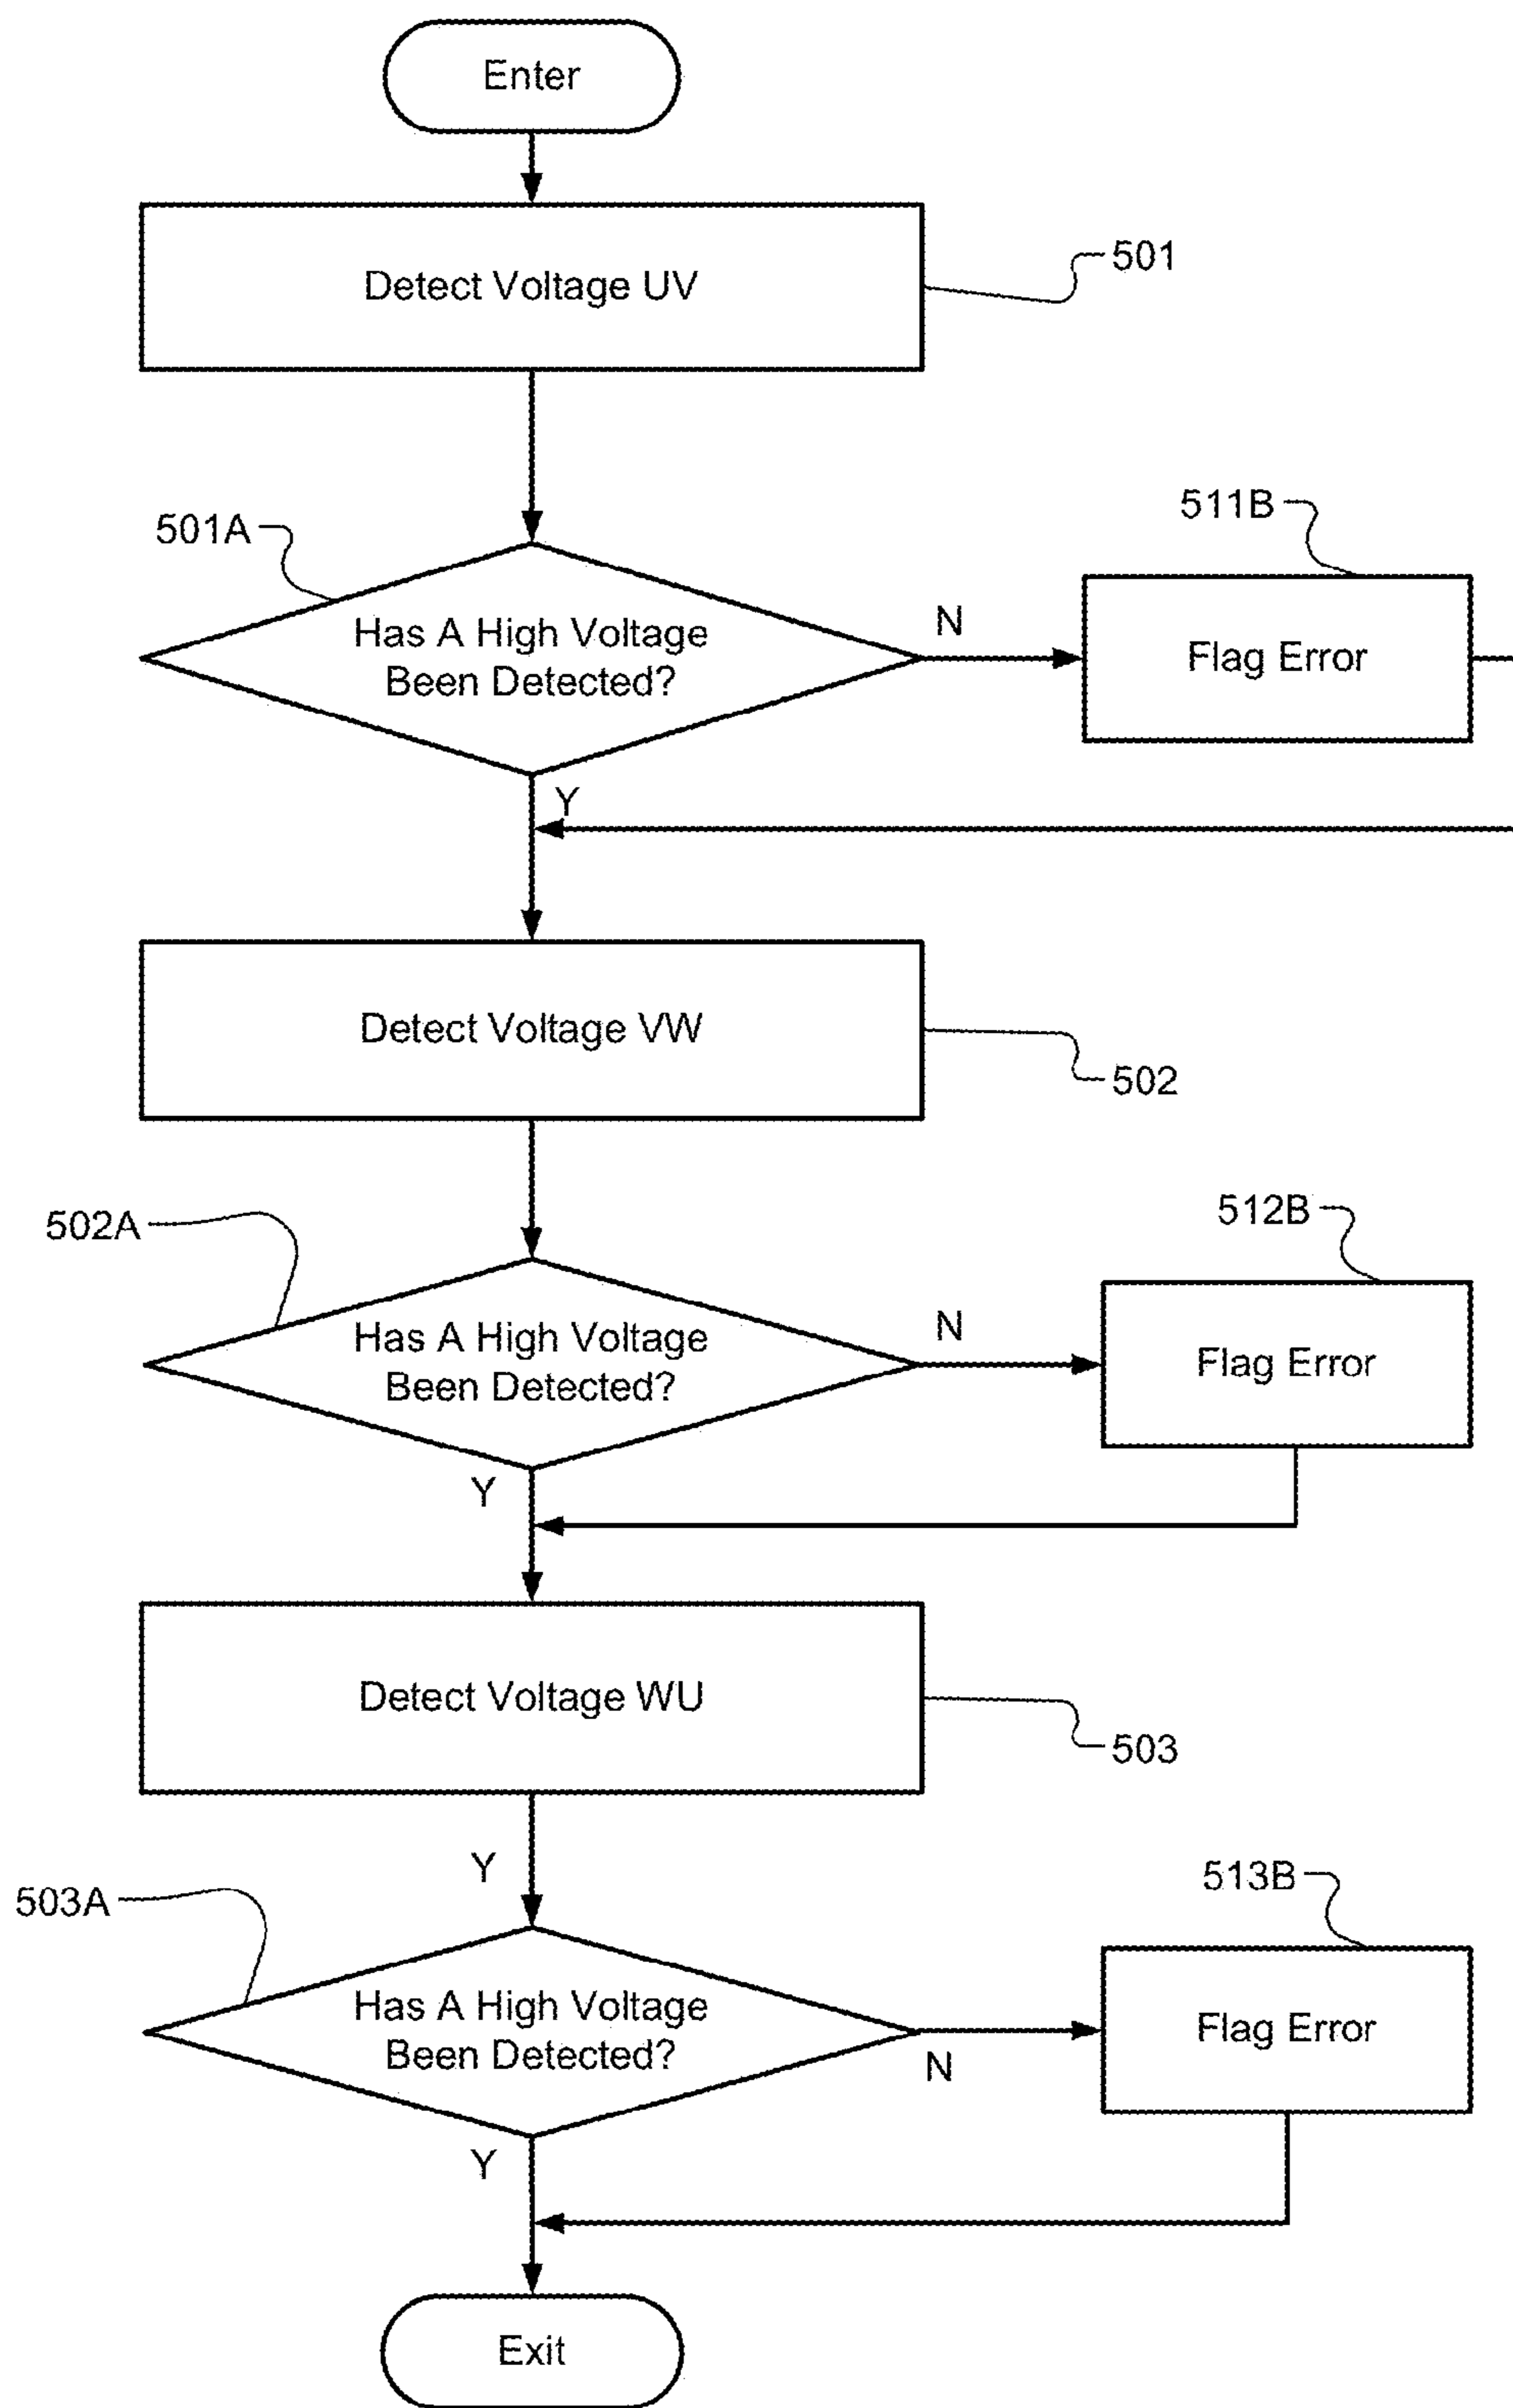 Enter
Detect Voltage UV
501
501A
Has A High Voltage
Been Detected?
N
511B
Flag Error
Y
Detect Voltage VW
502
502A
Has A High Voltage
Been Detected?
N
512B
Flag Error
Y
Detect Voltage WU
503
Y
503A
Has A High Voltage
Been Detected?
N
513B
Flag Error
Y
Exit